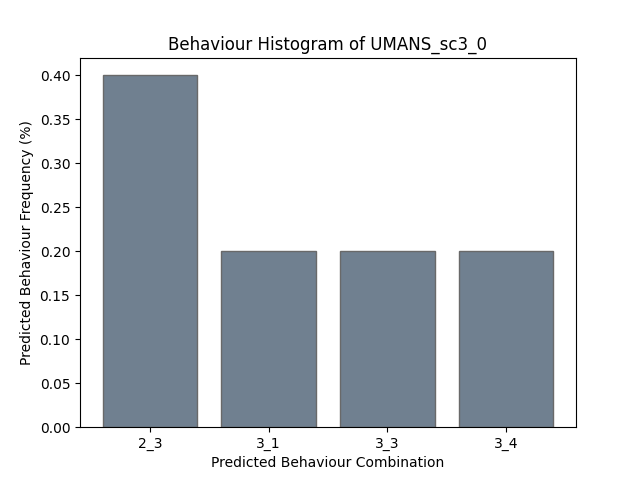 Behaviour Histogram of UMANS_sc3_0
Predicted Behaviour Frequency (%)
0.40
0.35
0.30
0.25
0.20
0.15
0.10
0.05
0.00
2_3 3_1 3_3 3_4
Predicted Behaviour Combination